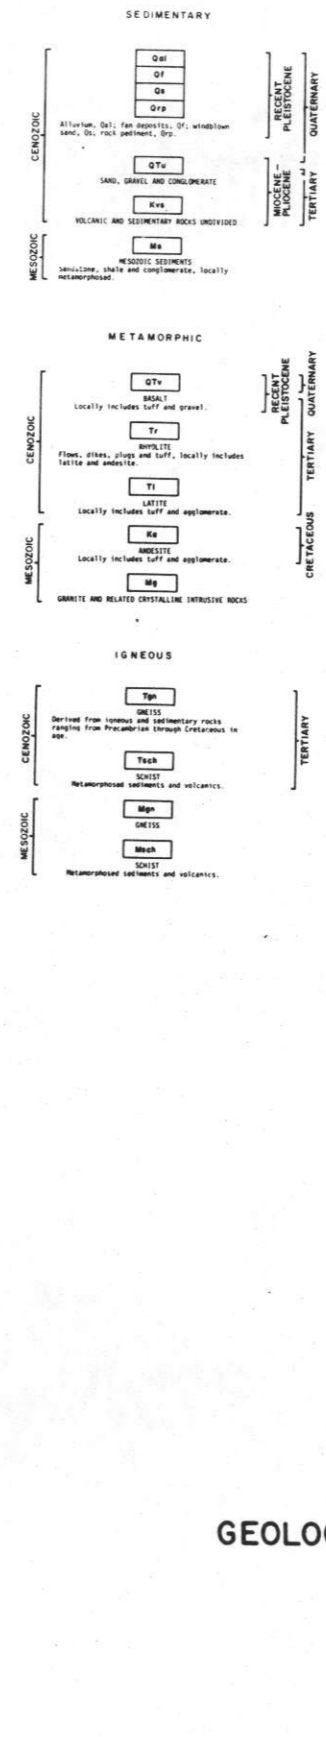 SEDIMENTARY
CENOZOIC
Qal
Qf
Qs
Qrp
Alluvium, Qal; fan deposits, Qf; windblown
sand, Qs; rock pediment, Qrp.
RECENT
PLEISTOCENE
QUATERNARY
QTu
SAND, GRAVEL AND CONGLOMERATE
Kvs
VOLCANIC AND SEDIMENTARY ROCKS UNDIVIDED
MIOCENE-
PLIOCENE
TERTIARY
MESOZOIC
Ms
MESOZOIC SEDIMENTS
Sandstone, shale and conglomerate, locally
metamorphosed.
METAMORPHIC
CENOZOIC
QTv
BASALT
Locally includes tuff and gravel.
RECENT
PLEISTOCENE
QUATERNARY
Tr
RHYOLITE
Flows, dikes, plugs and tuff, locally includes
latite and andesite.
Tl
LATITE
Locally includes tuff and agglomerate.
TERTIARY
MESOZOIC
Ka
ANDESITE
Locally includes tuff and agglomerate.
CRETACEOUS
Mg
GRANITE AND RELATED CRYSTALLINE INTRUSIVE ROCKS
IGNEOUS
CENOZOIC
Tgn
GNEISS
Derived from igneous and sedimentary rocks
ranging from Precambrian through Cretaceous in
age.
Tsch
SCHIST
Metamorphosed sediments and volcanics.
TERTIARY
MESOZOIC
Mgn
GNEISS
Msch
SCHIST
Metamorphosed sediments and volcanics.
GEOLO